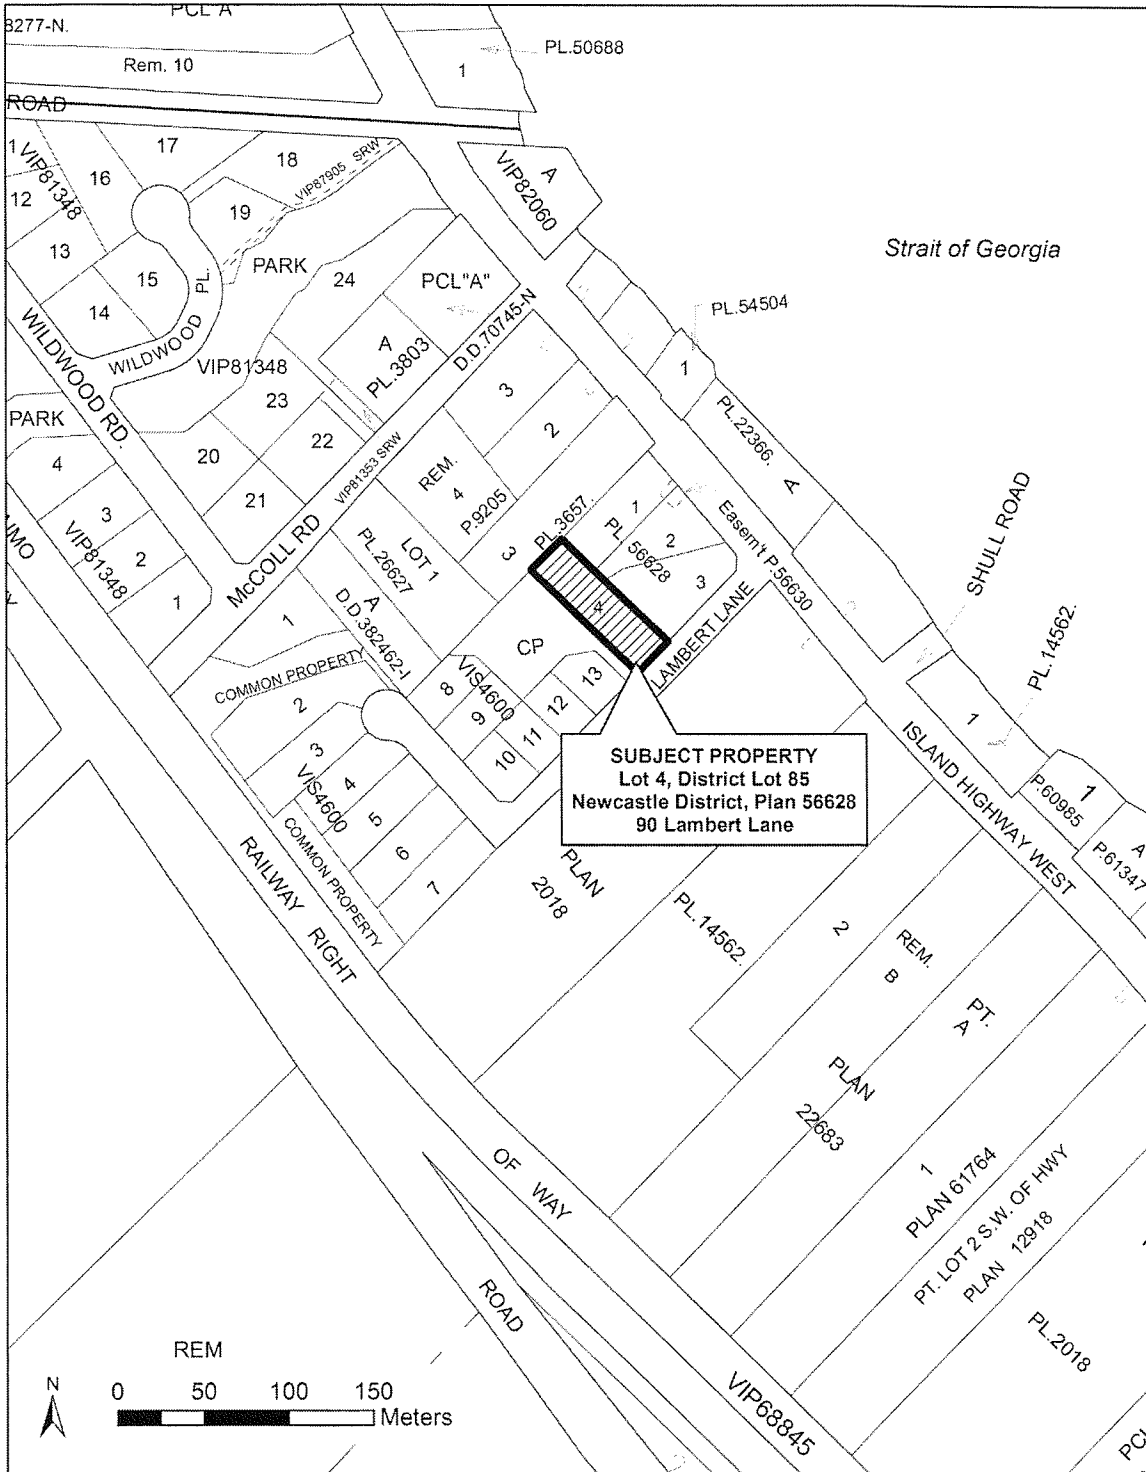 PCL"A"
8277-N.
PL.50688
1
Rem. 10
ROAD
17
18
VIP87905 SRW
1
VIP81348
16
12
19
A
VIP82060
Strait of Georgia
13
15
PL.
PARK
24
PCL"A"
14
WILDWOOD
WILDWOOD RD.
D.D.70745-N
PL.54504
1
A
PL.3803
VIP81348
23
3
PL.22366.
A
PARK
4
20
22
2
VIP81353 SRW
REM.
4
P.9205
21
3
VIP81348
2
1
McCOLL RD
LOT 1
PL.26627
3
PL.3657.
1
PL. 56628
2
3
Easem't P.56630
SHULL ROAD
1
A
D.D.382462-I
4
LAMBERT LANE
PL.14562.
COMMON PROPERTY
2
CP
8
VIS4600
9
10
11
12
13
1
3
VIS4600
4
5
6
7
COMMON PROPERTY
SUBJECT PROPERTY
Lot 4, District Lot 85
Newcastle District, Plan 56628
90 Lambert Lane
ISLAND HIGHWAY WEST
1
P.60985
A
P.61347
RAILWAY RIGHT
OF WAY
PLAN
2018
PL.14562.
2
REM.
B
PT.
A
PLAN
22683
1
PLAN 61764
PT. LOT 2 S.W. OF HWY
PLAN 12918
PL.2018
ROAD
VIP68845
REM
N
0 50 100 150
Meters